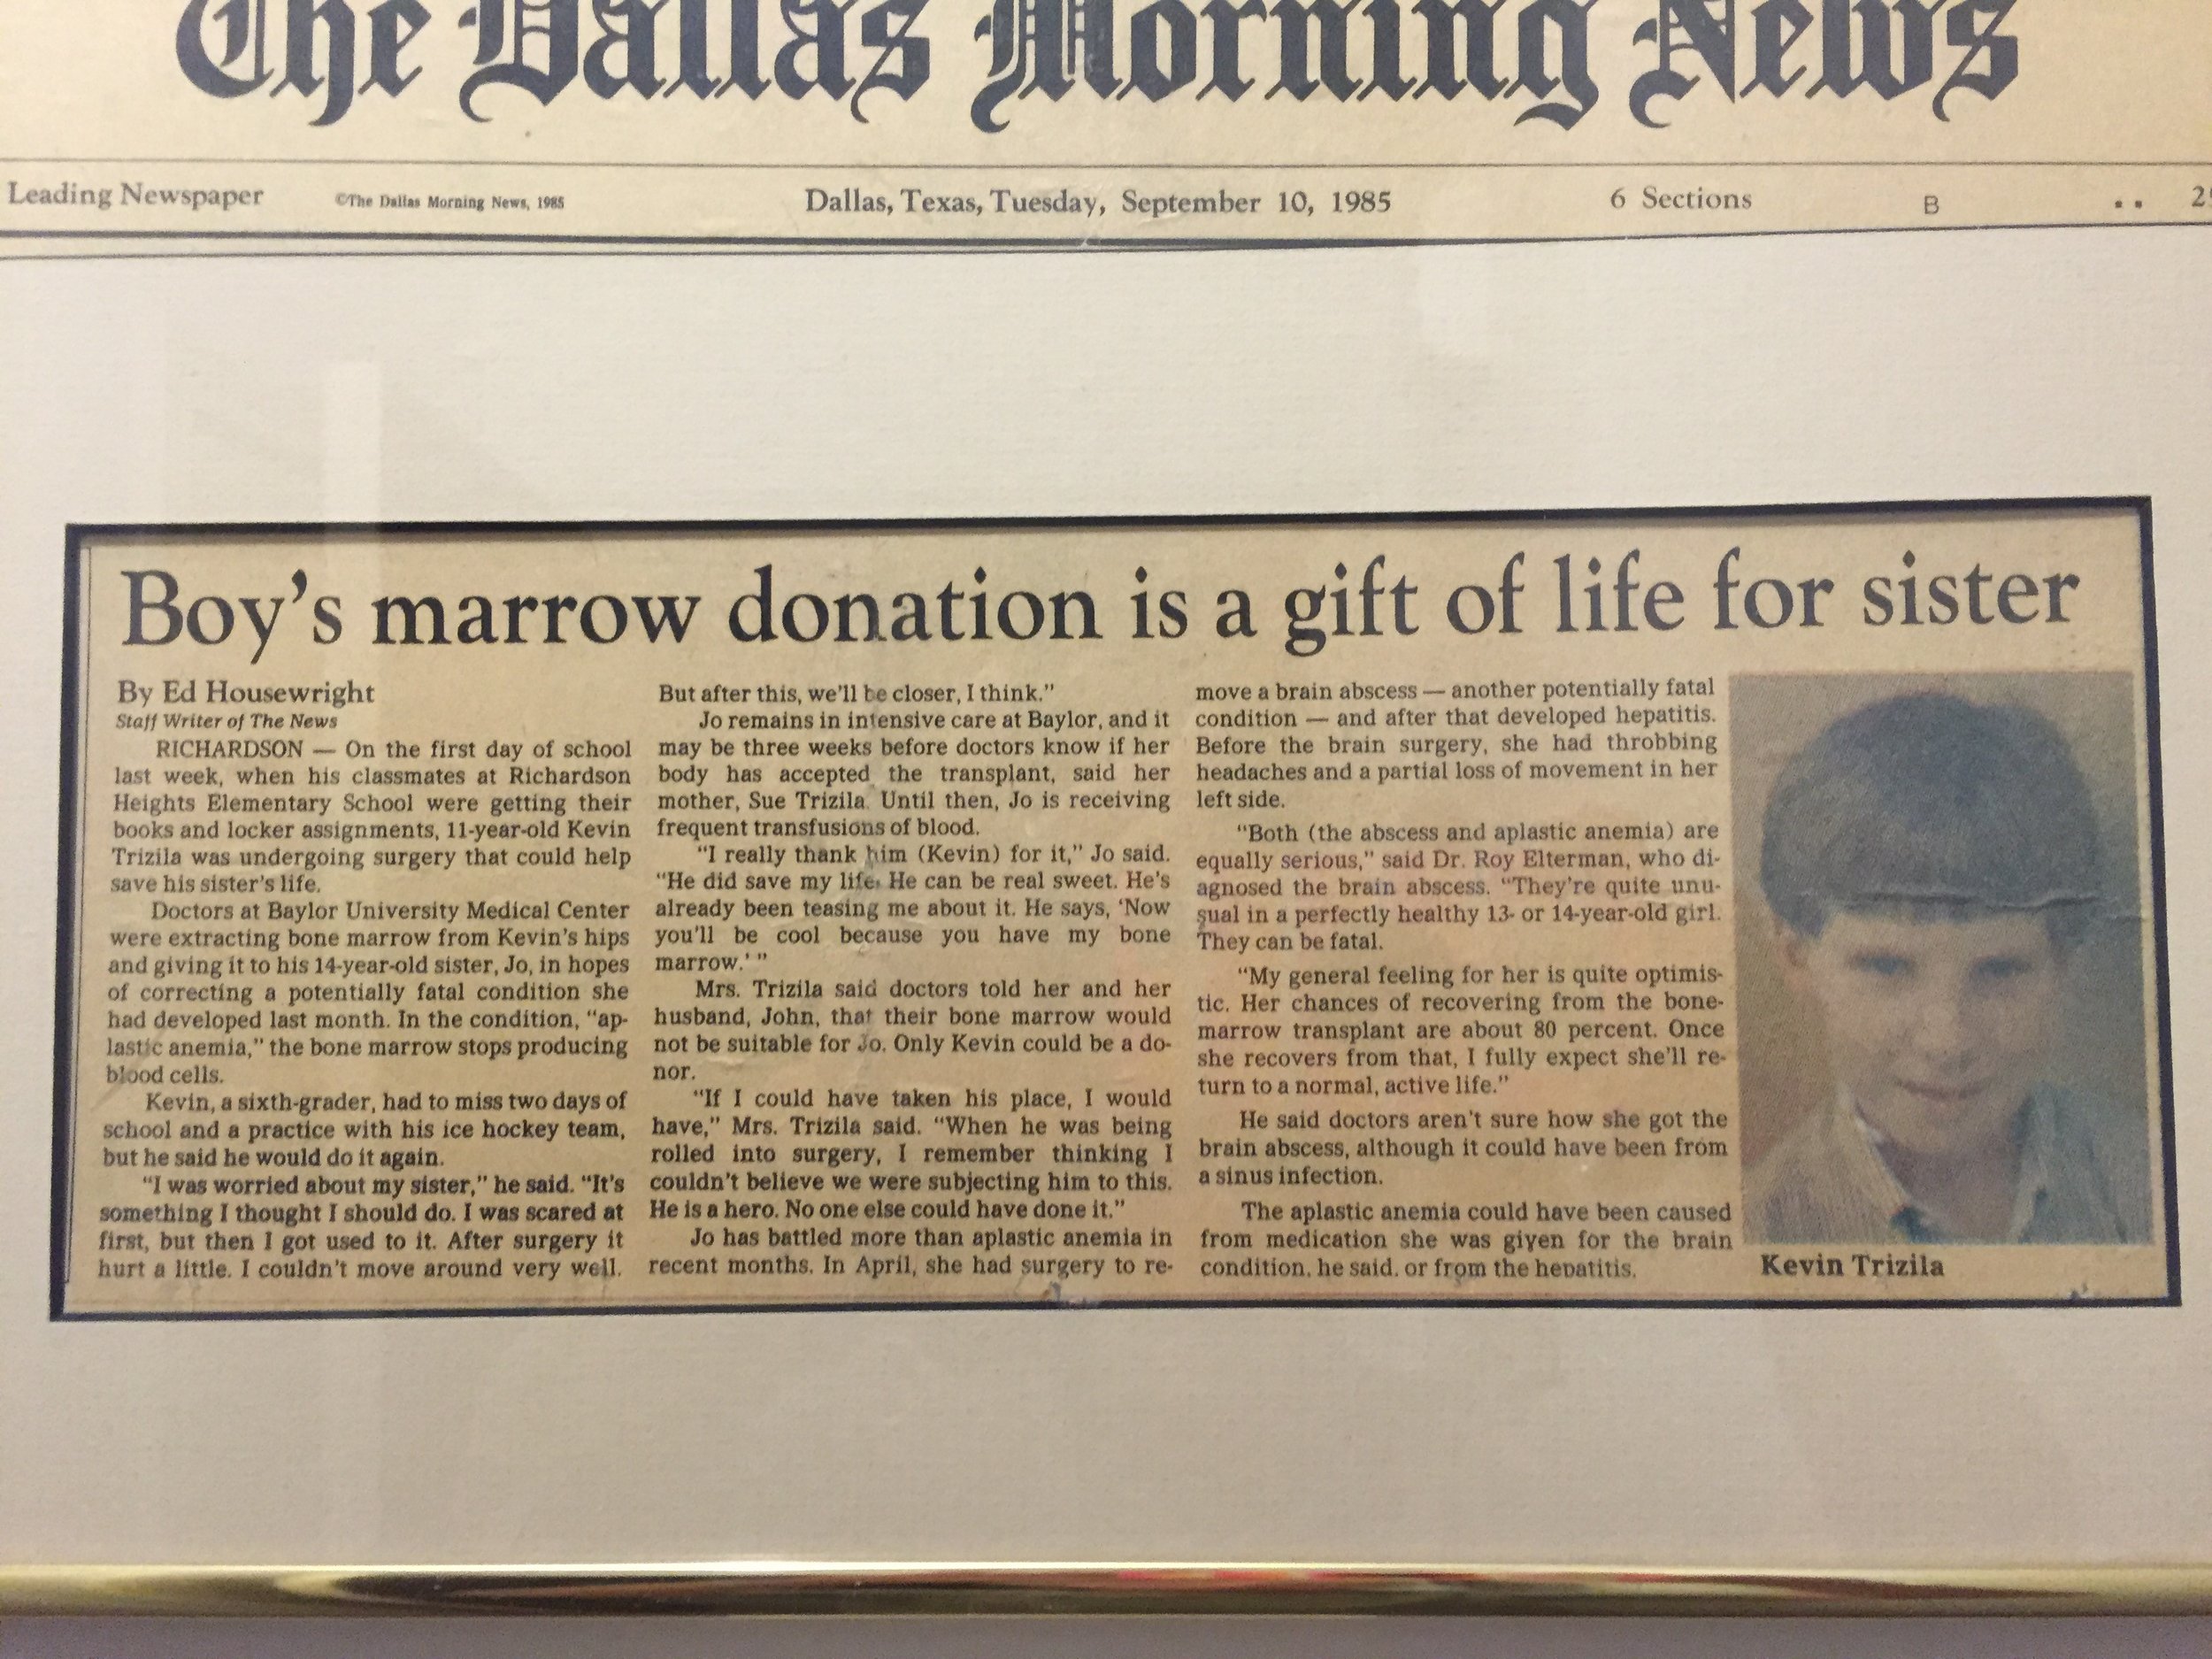 The Dallas Morning News
Leading Newspaper ©The Dallas Morning News, 1985 Dallas, Texas, Tuesday, September 10, 1985 6 Sections B
Boy's marrow donation is a gift of life for sister
By Ed Housewright
Staff Writer of The News
RICHARDSON — On the first day of school
last week, when his classmates at Richardson
Heights Elementary School were getting their
books and locker assignments, 11-year-old Kevin
Trizila was undergoing surgery that could help
save his sister's life.
Doctors at Baylor University Medical Center
were extracting bone marrow from Kevin's hips
and giving it to his 14-year-old sister, Jo, in hopes
of correcting a potentially fatal condition she
had developed last month. In the condition, "ap-
lastic anemia," the bone marrow stops producing
blood cells.
Kevin, a sixth-grader, had to miss two days of
school and a practice with his ice hockey team,
but he said he would do it again.
"I was worried about my sister," he said. "It's
something I thought I should do. I was scared at
first, but then I got used to it. After surgery it
hurt a little. I couldn't move around very well.
But after this, we'll be closer, I think."
Jo remains in intensive care at Baylor, and it
may be three weeks before doctors know if her
body has accepted the transplant, said her
mother, Sue Trizila. Until then, Jo is receiving
frequent transfusions of blood.
"I really thank him (Kevin) for it," Jo said.
"He did save my life. He can be real sweet. He's
already been teasing me about it. He says, 'Now
you'll be cool because you have my bone
marrow.' "
Mrs. Trizila said doctors told her and her
husband, John, that their bone marrow would
not be suitable for Jo. Only Kevin could be a do-
nor.
"If I could have taken his place, I would
have," Mrs. Trizila said. "When he was being
rolled into surgery, I remember thinking I
couldn't believe we were subjecting him to this.
He is a hero. No one else could have done it."
Jo has battled more than aplastic anemia in
recent months. In April, she had surgery to re-
move a brain abscess — another potentially fatal
condition — and after that developed hepatitis.
Before the brain surgery, she had throbbing
headaches and a partial loss of movement in her
left side.
"Both (the abscess and aplastic anemia) are
equally serious," said Dr. Roy Elterman, who di-
agnosed the brain abscess. "They're quite unu-
sual in a perfectly healthy 13- or 14-year-old girl.
They can be fatal.
"My general feeling for her is quite optimis-
tic. Her chances of recovering from the bone-
marrow transplant are about 80 percent. Once
she recovers from that, I fully expect she'll re-
turn to a normal, active life."
He said doctors aren't sure how she got the
brain abscess, although it could have been from
a sinus infection.
The aplastic anemia could have been caused
from medication she was given for the brain
condition, he said, or from the hepatitis.
Kevin Trizila